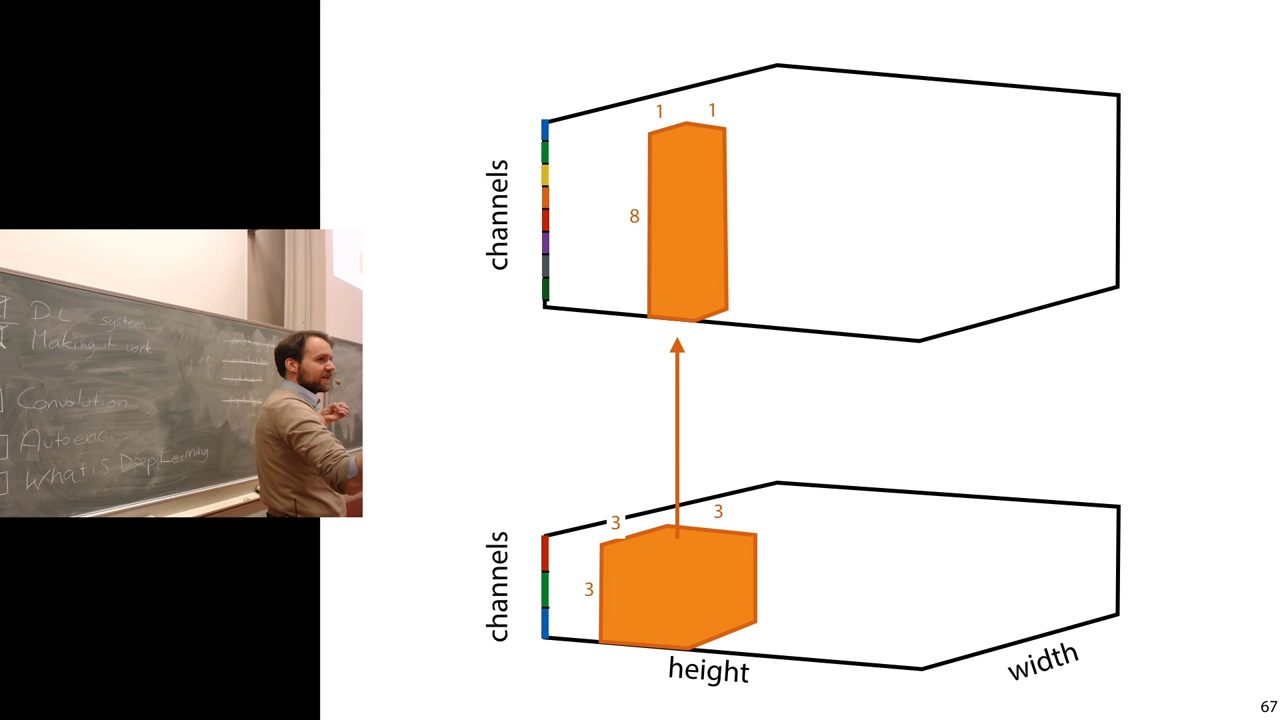 1 1
8
channels
3 3
3
channels
height
width
67
DL system
Making it work
Convolution
Autoenc
What is Deep Learning